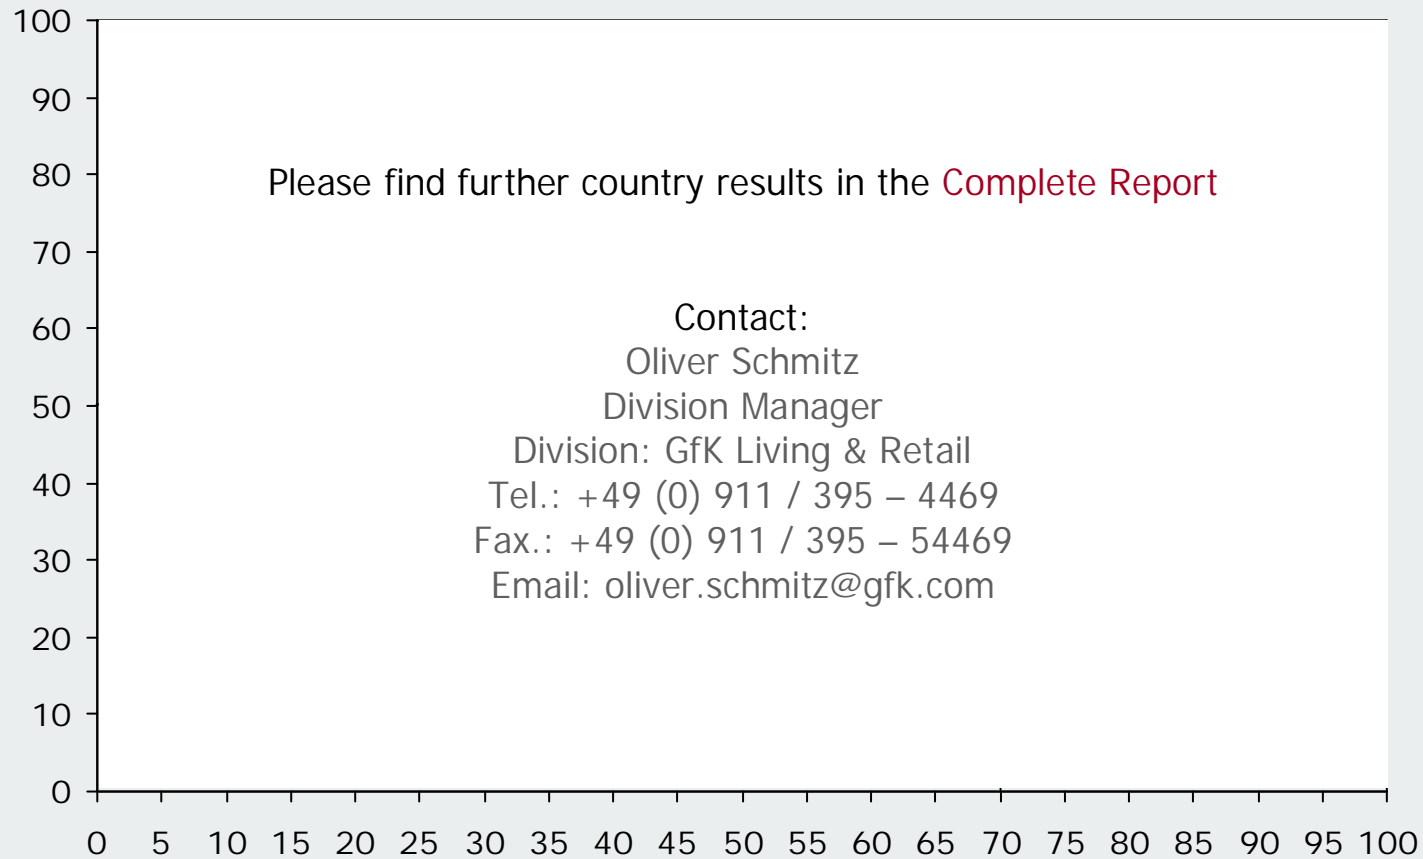 100
90
80
70
60
50
40
30
20
10
0
Please find further country results in the Complete Report
Contact:
Oliver Schmitz
Division Manager
Division: GfK Living & Retail
Tel.: +49 (0) 911 / 395 – 4469
Fax.: +49 (0) 911 / 395 – 54469
Email: oliver.schmitz@gfk.com
0 5 10 15 20 25 30 35 40 45 50 55 60 65 70 75 80 85 90 95 100